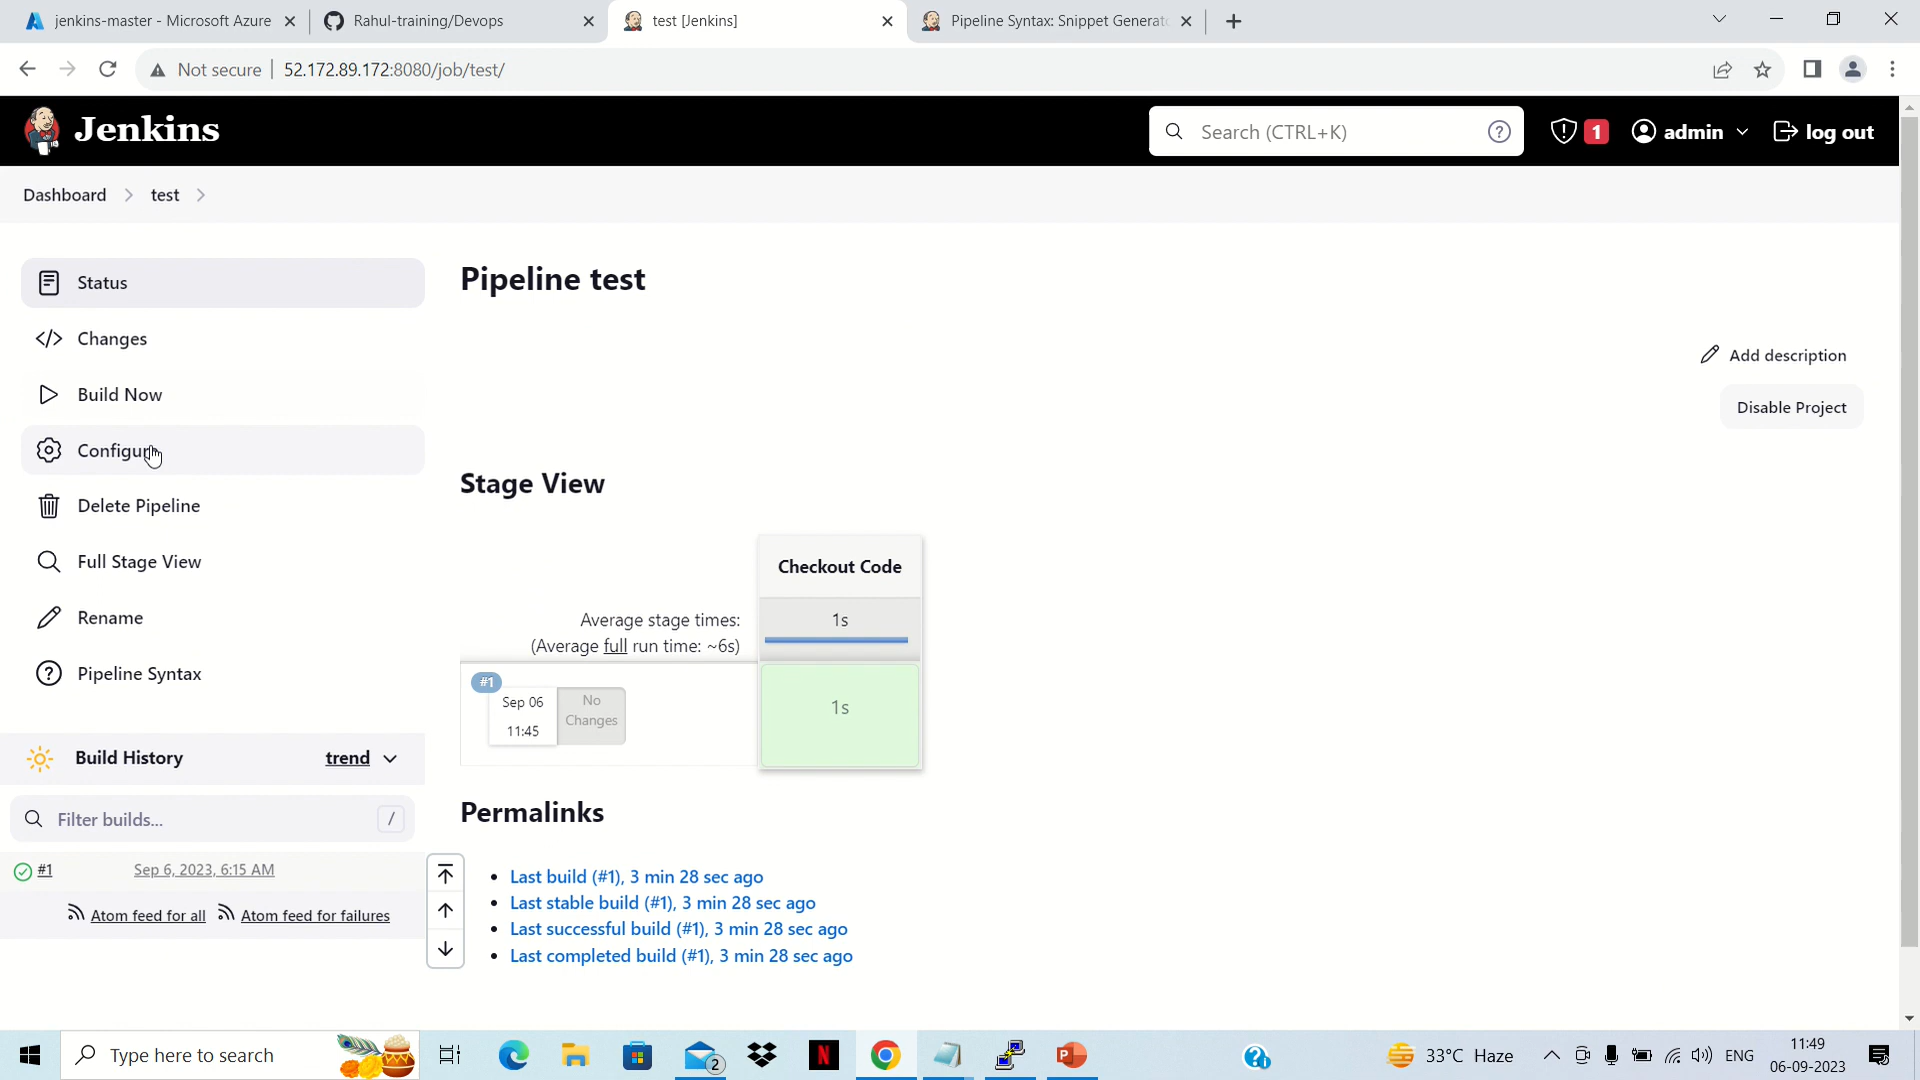 jenkins-master - Microsoft Azure
Rahul-training/Devops
test [Jenkins]
Pipeline Syntax: Snippet Generat
Not secure
52.172.89.172:8080/job/test/
Jenkins
Search (CTRL+K)
1
admin
log out
Dashboard
test
Status
Changes
Build Now
Configure
Delete Pipeline
Full Stage View
Rename
Pipeline Syntax
Build History
trend
Filter builds...
/
#1
Sep 6, 2023, 6:15 AM
Atom feed for all
Atom feed for failures
Pipeline test
Add description
Disable Project
Stage View
Checkout Code
Average stage times:
(Average full run time: ~6s)
1s
#1
Sep 06
11:45
No
Changes
1s
Permalinks
Last build (#1), 3 min 28 sec ago
Last stable build (#1), 3 min 28 sec ago
Last successful build (#1), 3 min 28 sec ago
Last completed build (#1), 3 min 28 sec ago
Type here to search
2
N
33°C Haze
ENG
11:49
06-09-2023